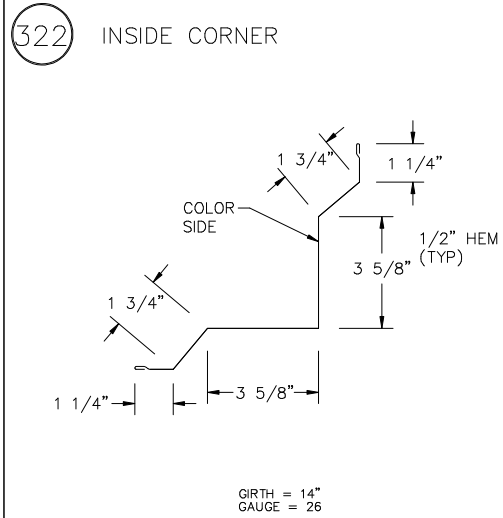 322 INSIDE CORNER
1 3/4"
1 1/4"
COLOR
SIDE
1/2" HEM
(TYP)
3 5/8"
1 3/4"
1 1/4"
3 5/8"
GIRTH = 14"
GAUGE = 26